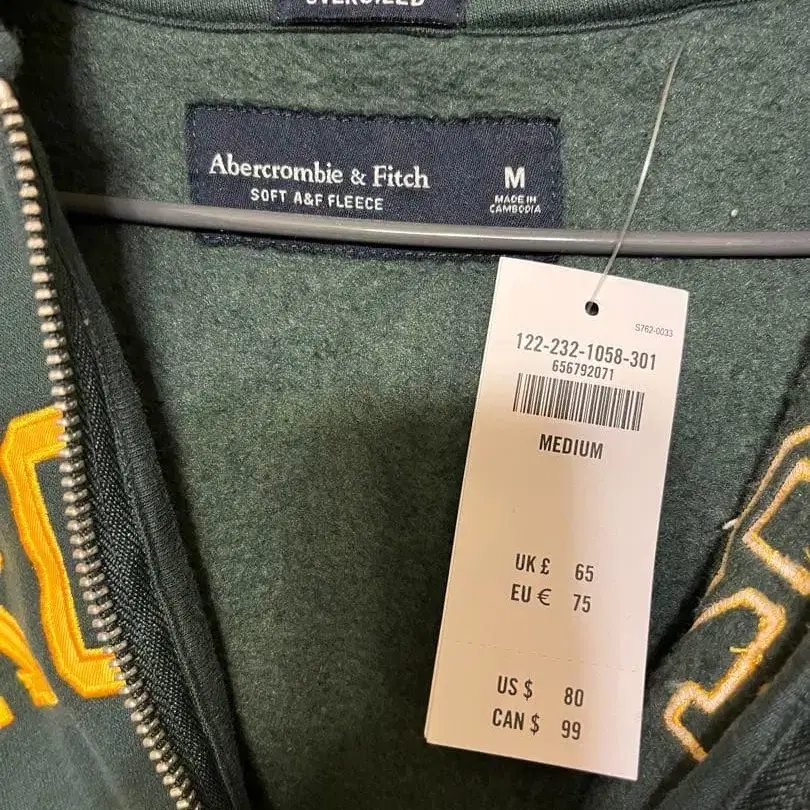 OVERSIZED
Abercrombie & Fitch
SOFT A&F FLEECE
M
MADE IN
CAMBODIA
S762-0033
122-232-1058-301
656792071
MEDIUM
UK £ 65
EU € 75
US $ 80
CAN $ 99